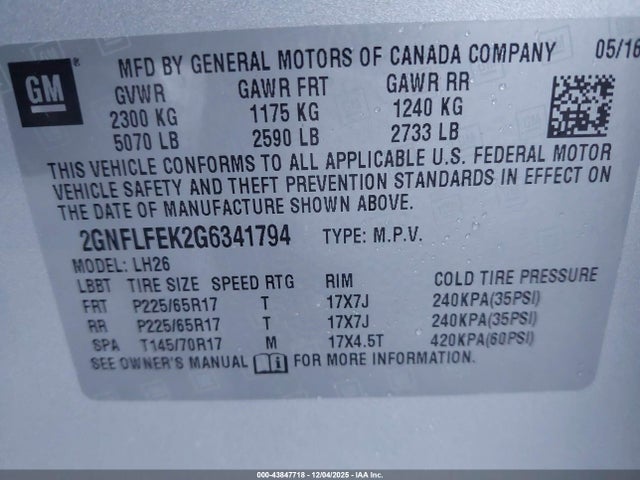 GM ® MFD BY GENERAL MOTORS OF CANADA COMPANY 05/16
GVWR GAWR FRT GAWR RR
2300 KG 1175 KG 1240 KG
5070 LB 2590 LB 2733 LB
THIS VEHICLE CONFORMS TO ALL APPLICABLE U.S. FEDERAL MOTOR
VEHICLE SAFETY AND THEFT PREVENTION STANDARDS IN EFFECT ON
THE DATE OF MANUFACTURE SHOWN ABOVE.
2GNFLFEK2G6341794 TYPE: M.P.V.
MODEL: LH26
LBBT TIRE SIZE SPEED RTG RIM COLD TIRE PRESSURE
FRT P225/65R17 T 17X7J 240KPA(35PSI)
RR P225/65R17 T 17X7J 240KPA(35PSI)
SPA T145/70R17 M 17X4.5T 420KPA(60PSI)
SEE OWNER'S MANUAL FOR MORE INFORMATION.
000-43847718 - 12/04/2025 - IAA Inc.